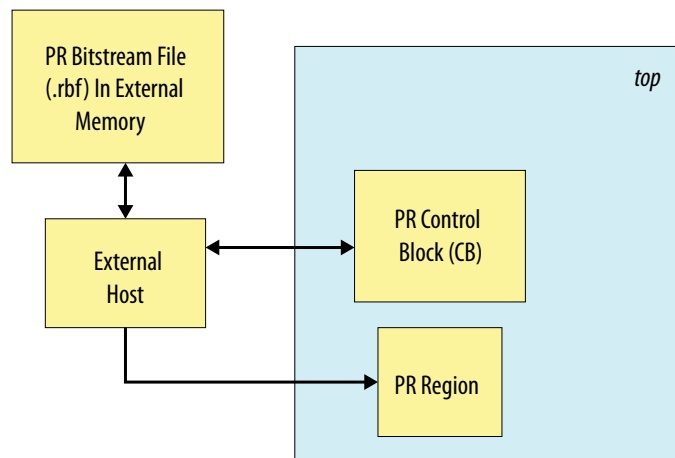 PR Bitstream File
(.rbf) In External
Memory
top
PR Control
Block (CB)
External
Host
PR Region